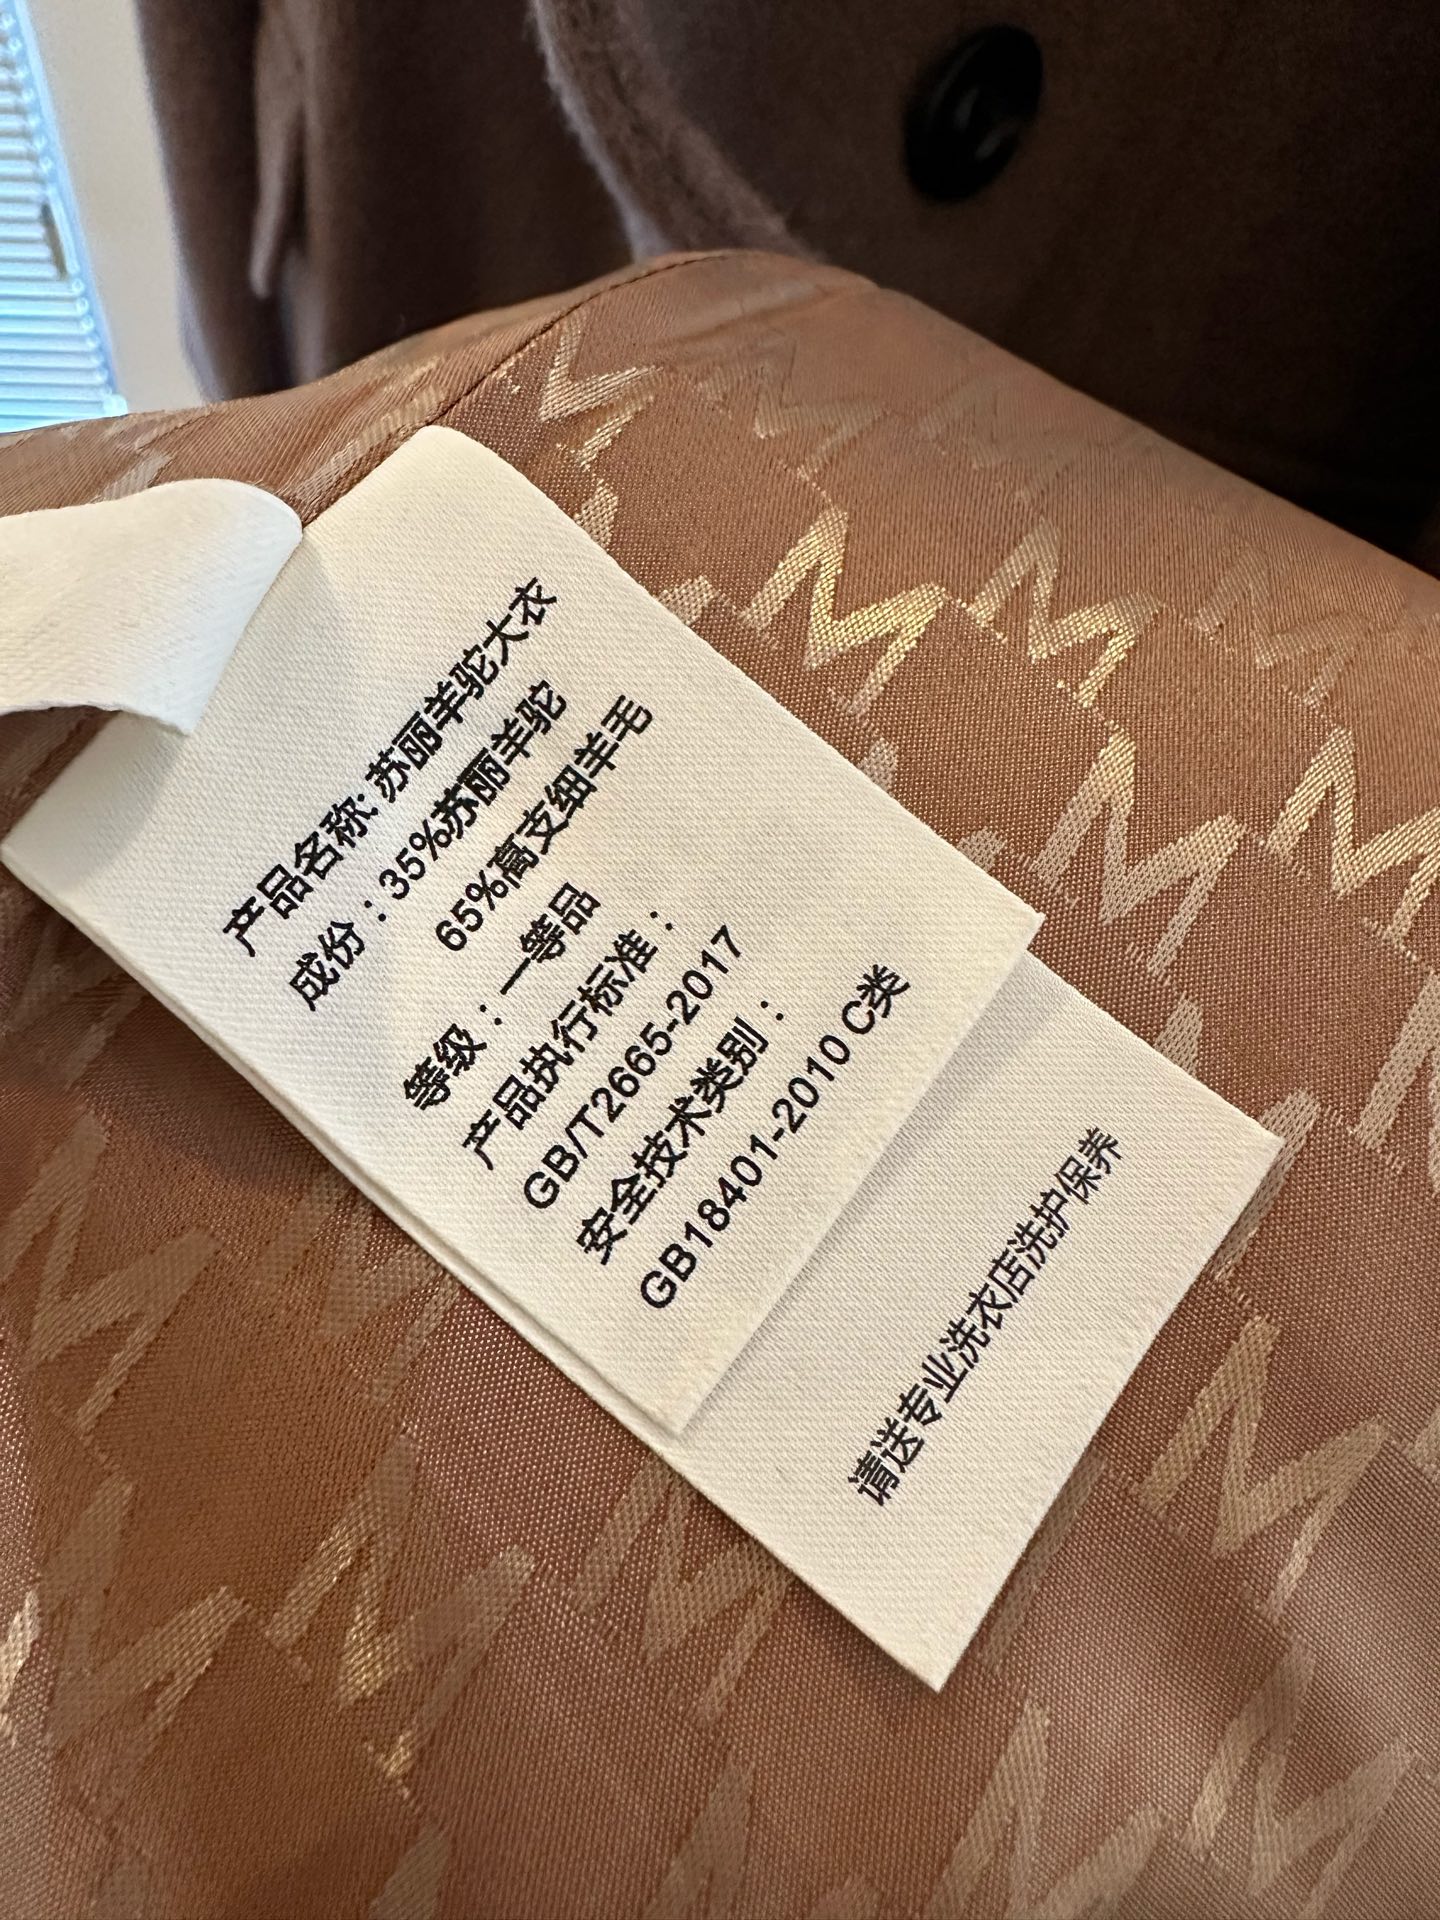 产品名称:苏丽羊驼大衣
成份：35%苏丽羊驼
65%高支细羊毛
等级：一等品
产品执行标准：
GB/T2665-2017
安全技术类别：
GB18401-2010 C类
请送专业洗衣店洗护保养